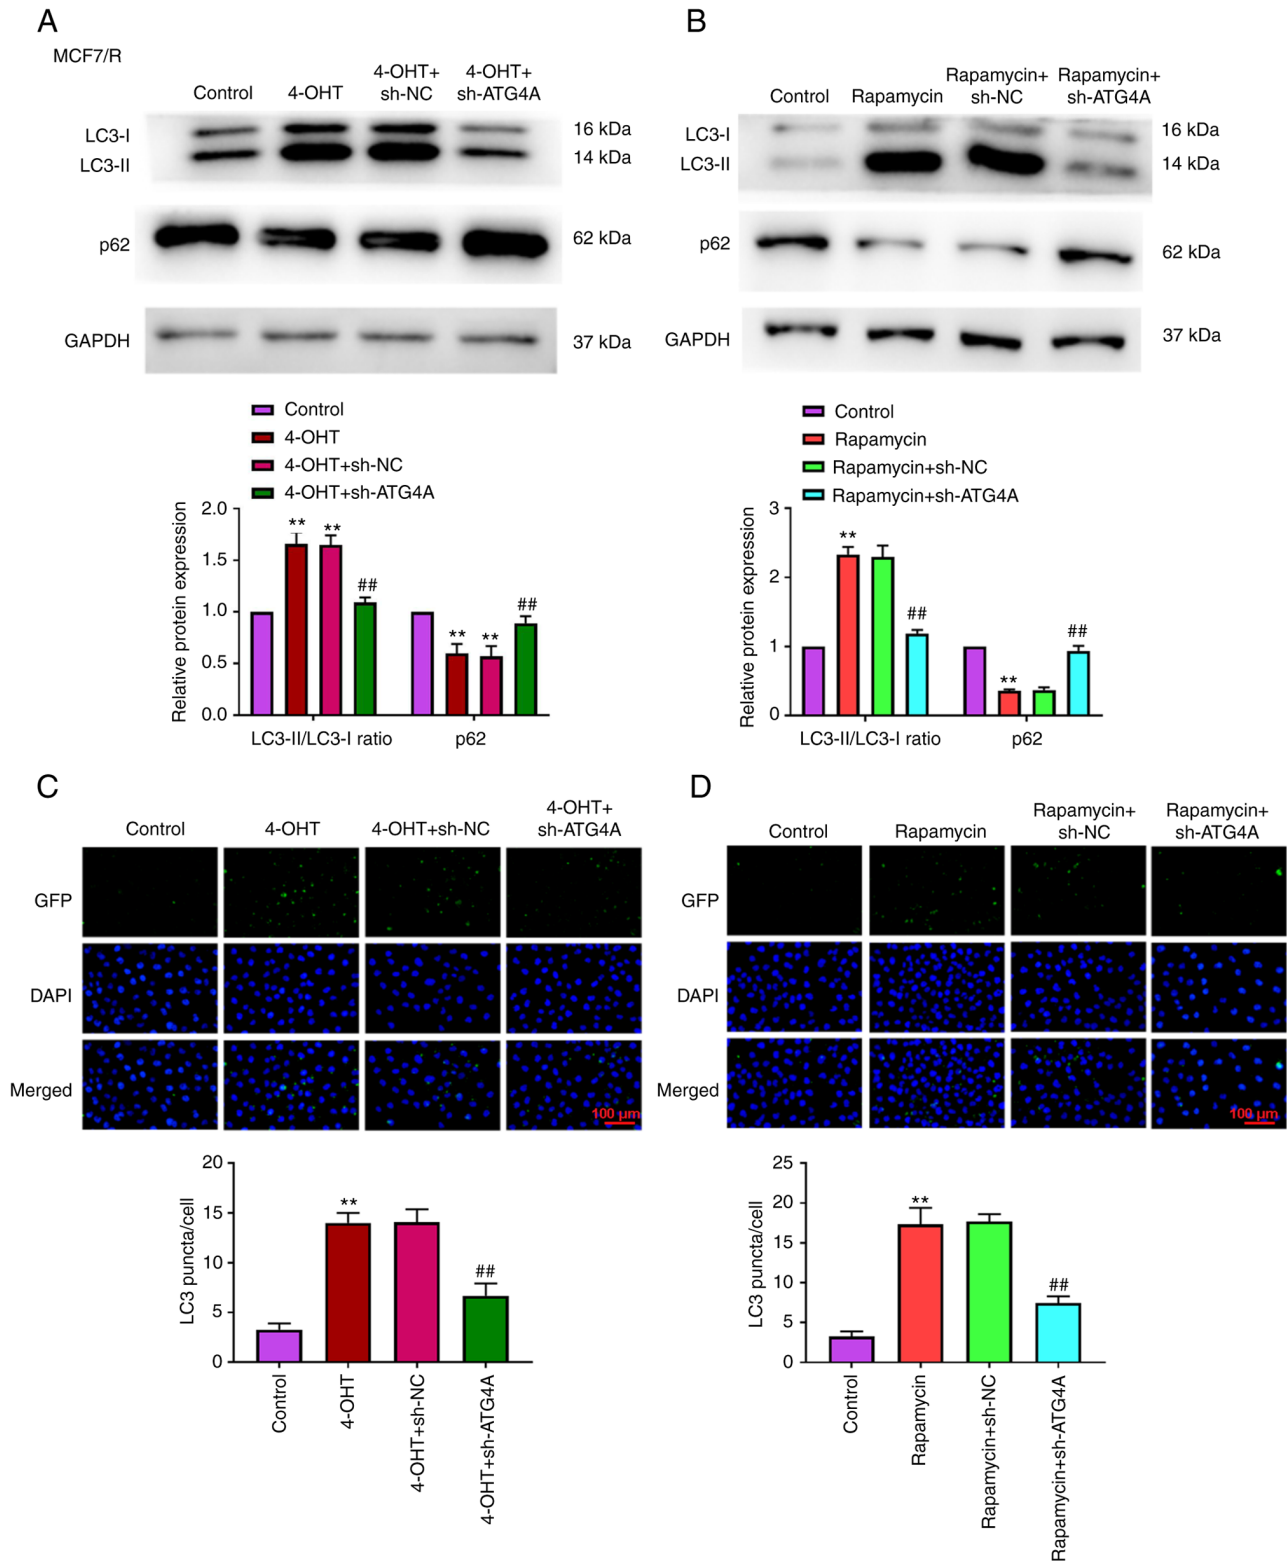 A
MCF7/R
Control
4-OHT
4-OHT+
sh-NC
4-OHT+
sh-ATG4A
LC3-I
LC3-II
16 kDa
14 kDa
p62
62 kDa
GAPDH
37 kDa
Control
4-OHT
4-OHT+sh-NC
4-OHT+sh-ATG4A
Relative protein expression
2.0
1.5
1.0
0.5
0.0
**
**
##
**
**
##
LC3-II/LC3-I ratio
p62
B
Control
Rapamycin
Rapamycin+
sh-NC
Rapamycin+
sh-ATG4A
LC3-I
LC3-II
16 kDa
14 kDa
p62
62 kDa
GAPDH
37 kDa
Control
Rapamycin
Rapamycin+sh-NC
Rapamycin+sh-ATG4A
Relative protein expression
3
2
1
0
**
##
**
##
LC3-II/LC3-I ratio
p62
C
Control
4-OHT
4-OHT+sh-NC
4-OHT+
sh-ATG4A
GFP
DAPI
Merged
100 μm
LC3 puncta/cell
20
15
10
5
0
**
##
Control
4-OHT
4-OHT+sh-NC
4-OHT+sh-ATG4A
D
Control
Rapamycin
Rapamycin+
sh-NC
Rapamycin+
sh-ATG4A
GFP
DAPI
Merged
100 μm
LC3 puncta/cell
25
20
15
10
5
0
**
##
Control
Rapamycin
Rapamycin+sh-NC
Rapamycin+sh-ATG4A